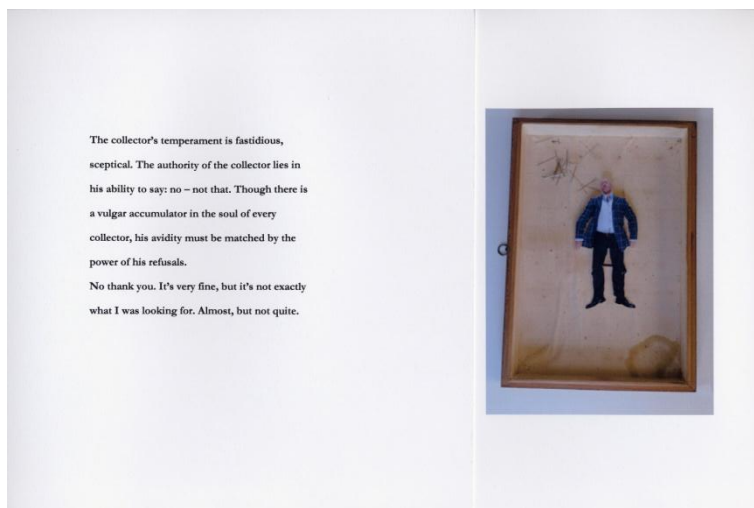 The collector's temperament is fastidious,
sceptical. The authority of the collector lies in
his ability to say: no – not that. Though there is
a vulgar accumulator in the soul of every
collector, his avidity must be matched by the
power of his refusals.
No thank you. It's very fine, but it's not exactly
what I was looking for. Almost, but not quite.